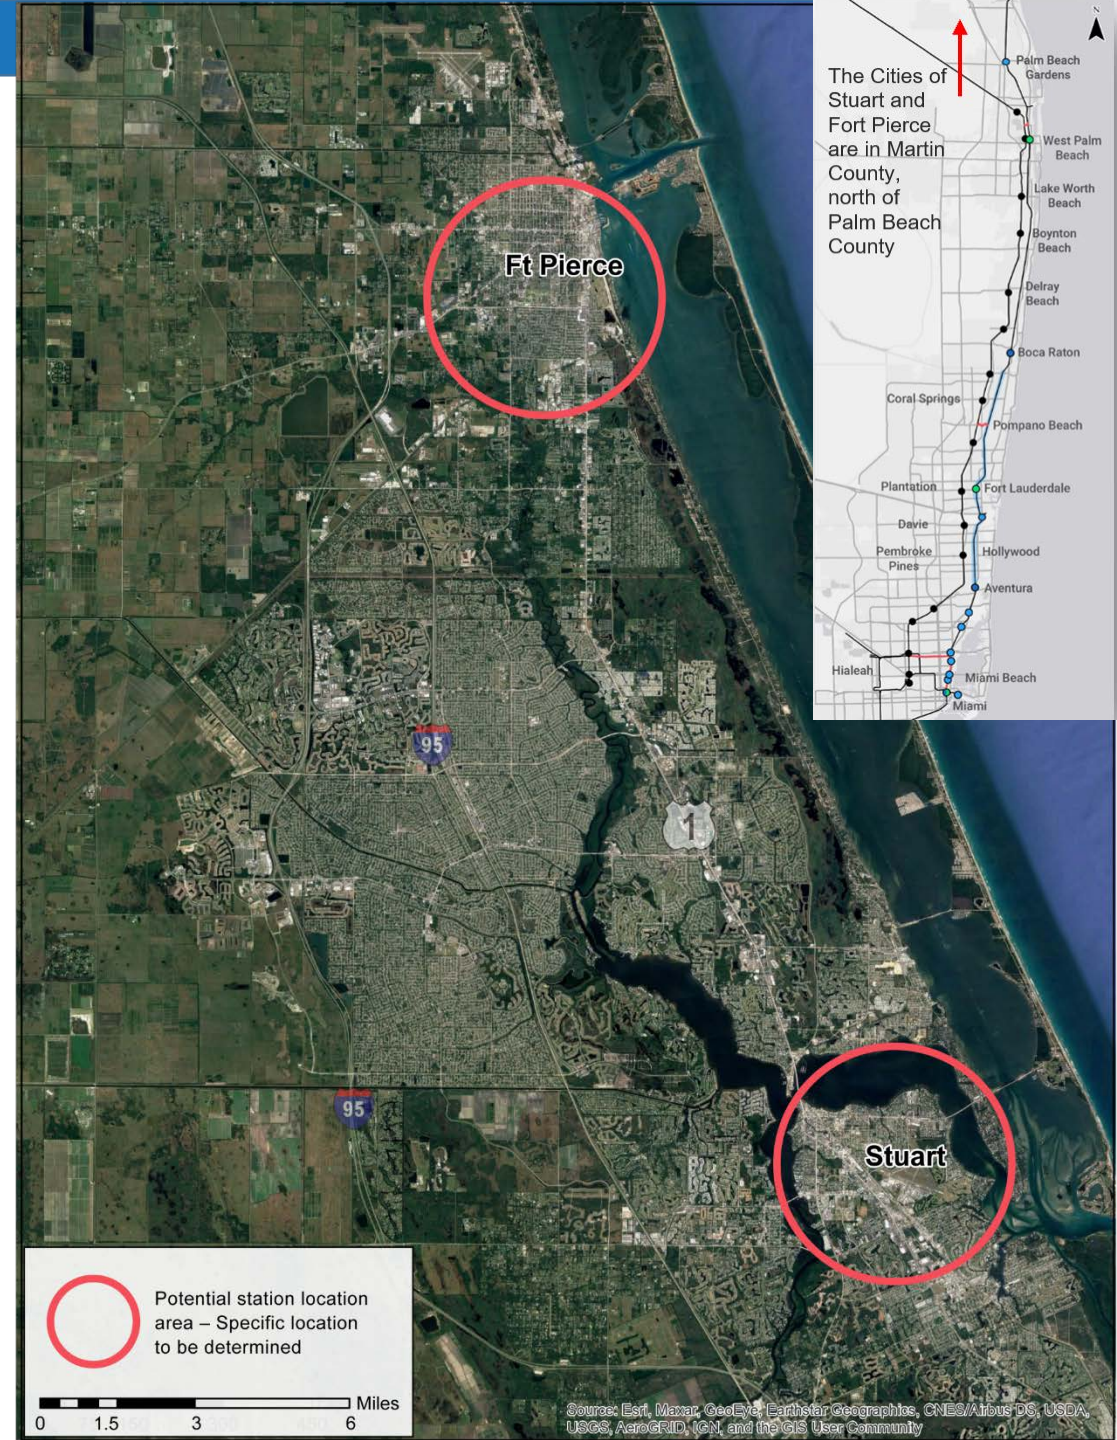 Ft Pierce
95
1
Stuart
95
Potential station location
area – Specific location
to be determined
Miles
0 1.5 3 6
Source: Esri, Maxar, GeoEye, Earthstar Geographics, CNES/Airbus DS, USDA,
USGS, AeroGRID, IGN, and the GIS User Community
The Cities of
Stuart and
Fort Pierce
are in Martin
County,
north of
Palm Beach
County
N
Palm Beach
Gardens
West Palm
Beach
Lake Worth
Beach
Boynton
Beach
Delray
Beach
Boca Raton
Coral Springs
Pompano Beach
Plantation
Fort Lauderdale
Davie
Pembroke
Pines
Hollywood
Aventura
Hialeah
Miami Beach
Miami